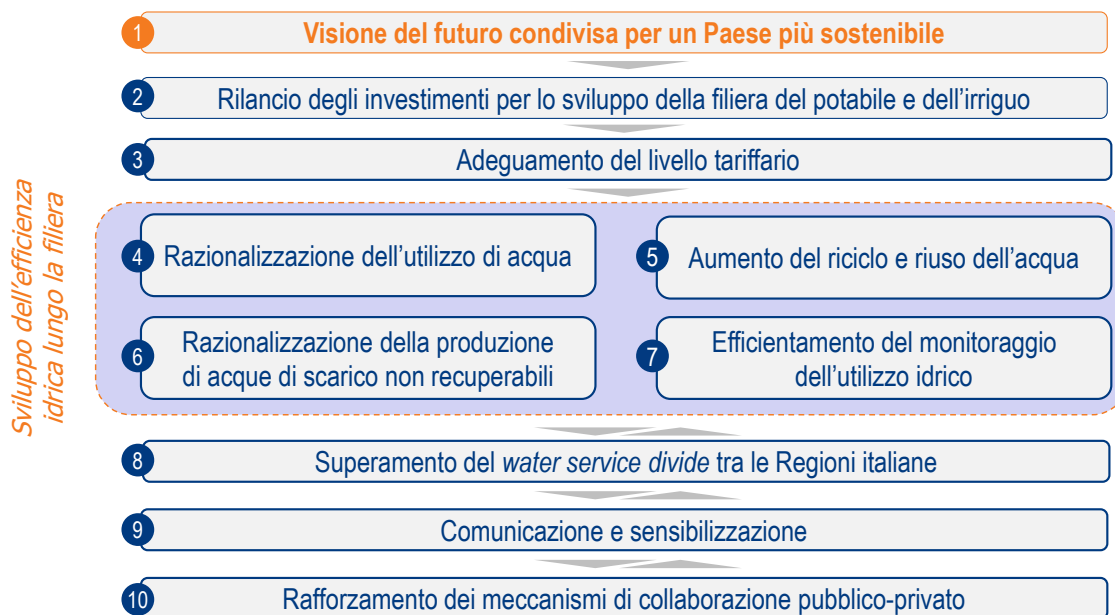 1 Visione del futuro condivisa per un Paese più sostenibile
2 Rilancio degli investimenti per lo sviluppo della filiera del potabile e dell’irriguo
3 Adeguamento del livello tariffario
Sviluppo dell’efficienza
idrica lungo la filiera
4 Razionalizzazione dell’utilizzo di acqua
5 Aumento del riciclo e riuso dell’acqua
6 Razionalizzazione della produzione
di acque di scarico non recuperabili
7 Efficientamento del monitoraggio
dell’utilizzo idrico
8 Superamento del water service divide tra le Regioni italiane
9 Comunicazione e sensibilizzazione
10 Rafforzamento dei meccanismi di collaborazione pubblico-privato